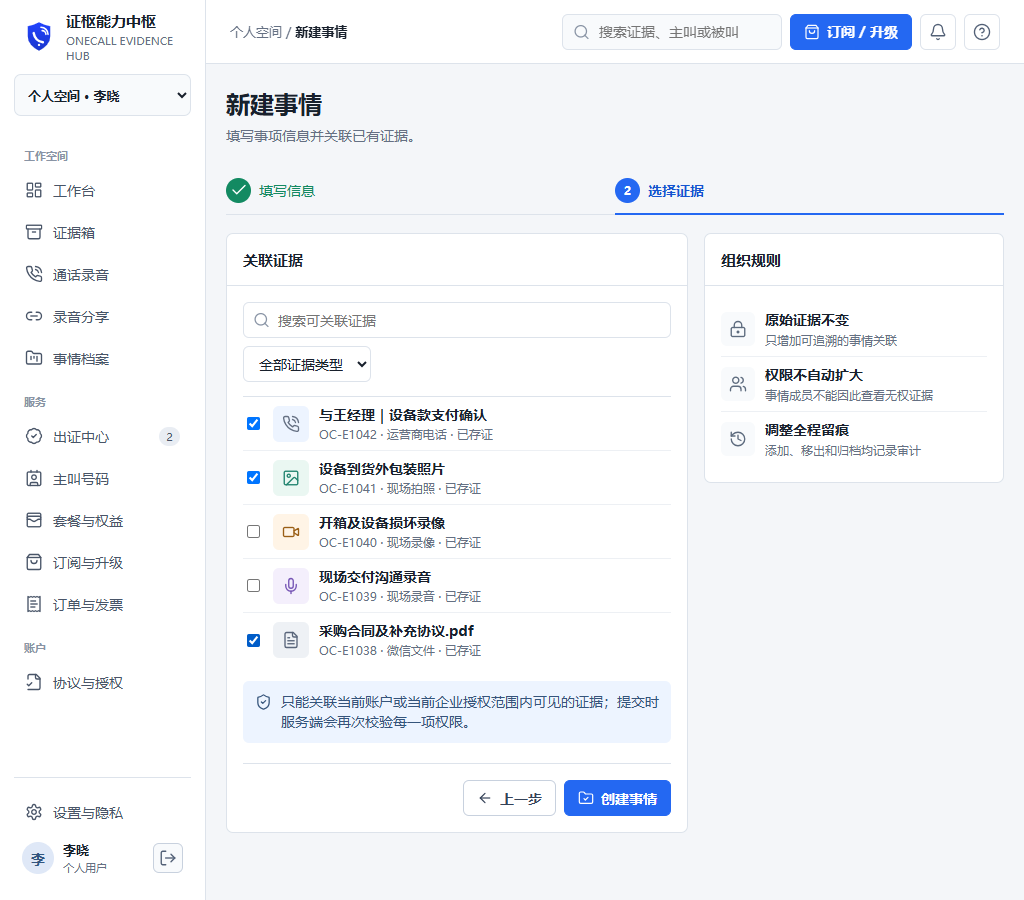 证枢能力中枢
ONECALL EVIDENCE
HUB
个人空间 • 李晓
工作空间
工作台
证据箱
通话录音
录音分享
事情档案
服务
出证中心
2
主叫号码
套餐与权益
订阅与升级
订单与发票
账户
协议与授权
设置与隐私
李
李晓
个人用户
个人空间 / 新建事情
搜索证据、主叫或被叫
订阅 / 升级
新建事情
填写事项信息并关联已有证据。
填写信息
2 选择证据
关联证据
搜索可关联证据
全部证据类型
与王经理｜设备款支付确认
OC-E1042 · 运营商电话 · 已存证
设备到货外包装照片
OC-E1041 · 现场拍照 · 已存证
开箱及设备损坏录像
OC-E1040 · 现场录像 · 已存证
现场交付沟通录音
OC-E1039 · 现场录音 · 已存证
采购合同及补充协议.pdf
OC-E1038 · 微信文件 · 已存证
只能关联当前账户或当前企业授权范围内可见的证据；提交时
服务端会再次校验每一项权限。
上一步
创建事情
组织规则
原始证据不变
只增加可追溯的事情关联
权限不自动扩大
事情成员不能因此查看无权证据
调整全程留痕
添加、移出和归档均记录审计